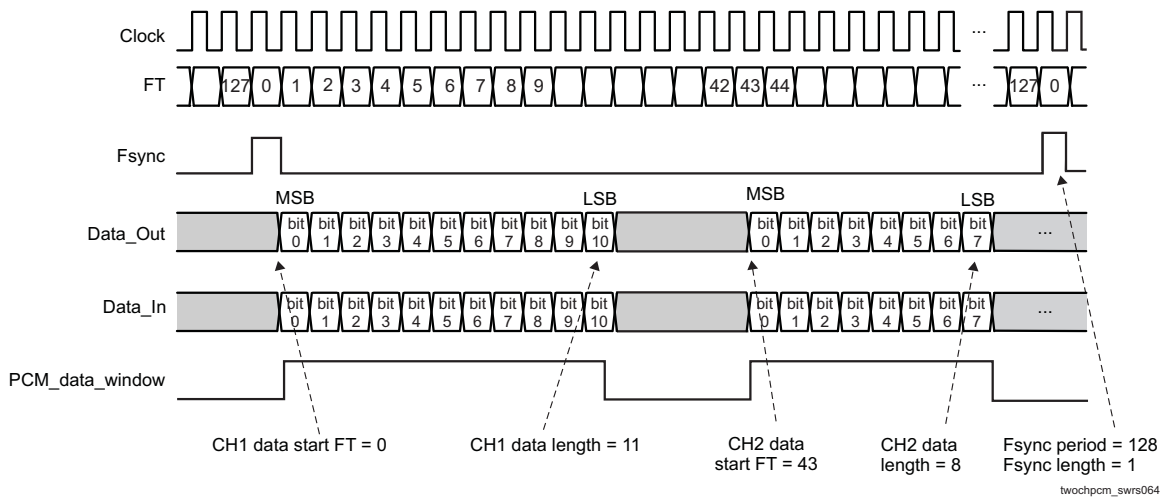 Clock ...
FT 127 0 1 2 3 4 5 6 7 8 9 42 43 44 ... 127 0
Fsync
MSB LSB MSB LSB
Data_Out bit 0 bit 1 bit 2 bit 3 bit 4 bit 5 bit 6 bit 7 bit 8 bit 9 bit 10 bit 0 bit 1 bit 2 bit 3 bit 4 bit 5 bit 6 bit 7 ...
Data_In bit 0 bit 1 bit 2 bit 3 bit 4 bit 5 bit 6 bit 7 bit 8 bit 9 bit 10 bit 0 bit 1 bit 2 bit 3 bit 4 bit 5 bit 6 bit 7 ...
PCM_data_window
CH1 data start FT = 0
CH1 data length = 11
CH2 data
start FT = 43
CH2 data
length = 8
Fsync period = 128
Fsync length = 1
twochpcm_swrs064